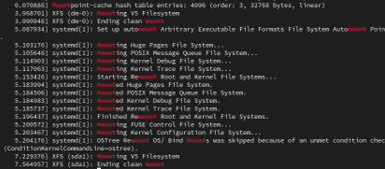 0.070886] Mountpoint-cache hash table entries: 4096 (order: 3, 32768 bytes, linear)
3.968701] XFS (dm-0): Mounting V5 Filesystem
3.999946] XFS (dm-0): Ending clean mount
5.087934] systemd[1]: Set up automount Arbitrary Executable File Formats File System Automount Poin
.
5.103176] systemd[1]: Mounting Huge Pages File System...
5.105646] systemd[1]: Mounting POSIX Message Queue File System...
5.114903] systemd[1]: Mounting Kernel Debug File System...
5.117063] systemd[1]: Mounting Kernel Trace File System...
5.153426] systemd[1]: Starting Remount Root and Kernel File Systems...
5.183994] systemd[1]: Mounted Huge Pages File System.
5.184506] systemd[1]: Mounted POSIX Message Queue File System.
5.184983] systemd[1]: Mounted Kernel Debug File System.
5.185737] systemd[1]: Mounted Kernel Trace File System.
5.196437] systemd[1]: Finished Remount Root and Kernel File Systems.
5.200550] systemd[1]: Mounting FUSE Control File System...
5.203467] systemd[1]: Mounting Kernel Configuration File System...
5.204176] systemd[1]: OSTree Remount OS/ Bind Mounts was skipped because of an unmet condition chec
(ConditionKernelCommandLine=ostree).
7.229376] XFS (sda1): Mounting V5 Filesystem
7.564957] XFS (sda1): Ending clean mount